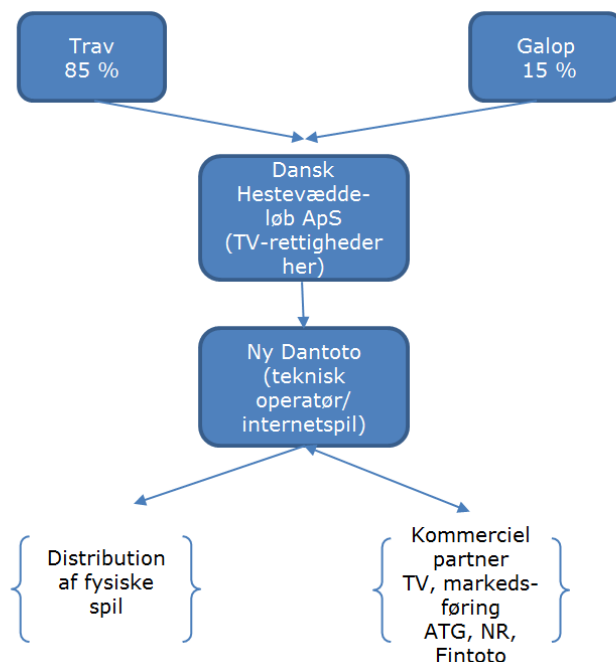 Trav
85 %
Galop
15 %
Dansk
Hestevædde-
løb ApS
(TV-rettigheder
her)
Ny Dantoto
(teknisk
operatør/
internetspil)
Distribution
af fysiske
spil
Kommerciel
partner
TV, markeds-
føring
ATG, NR,
Fintoto